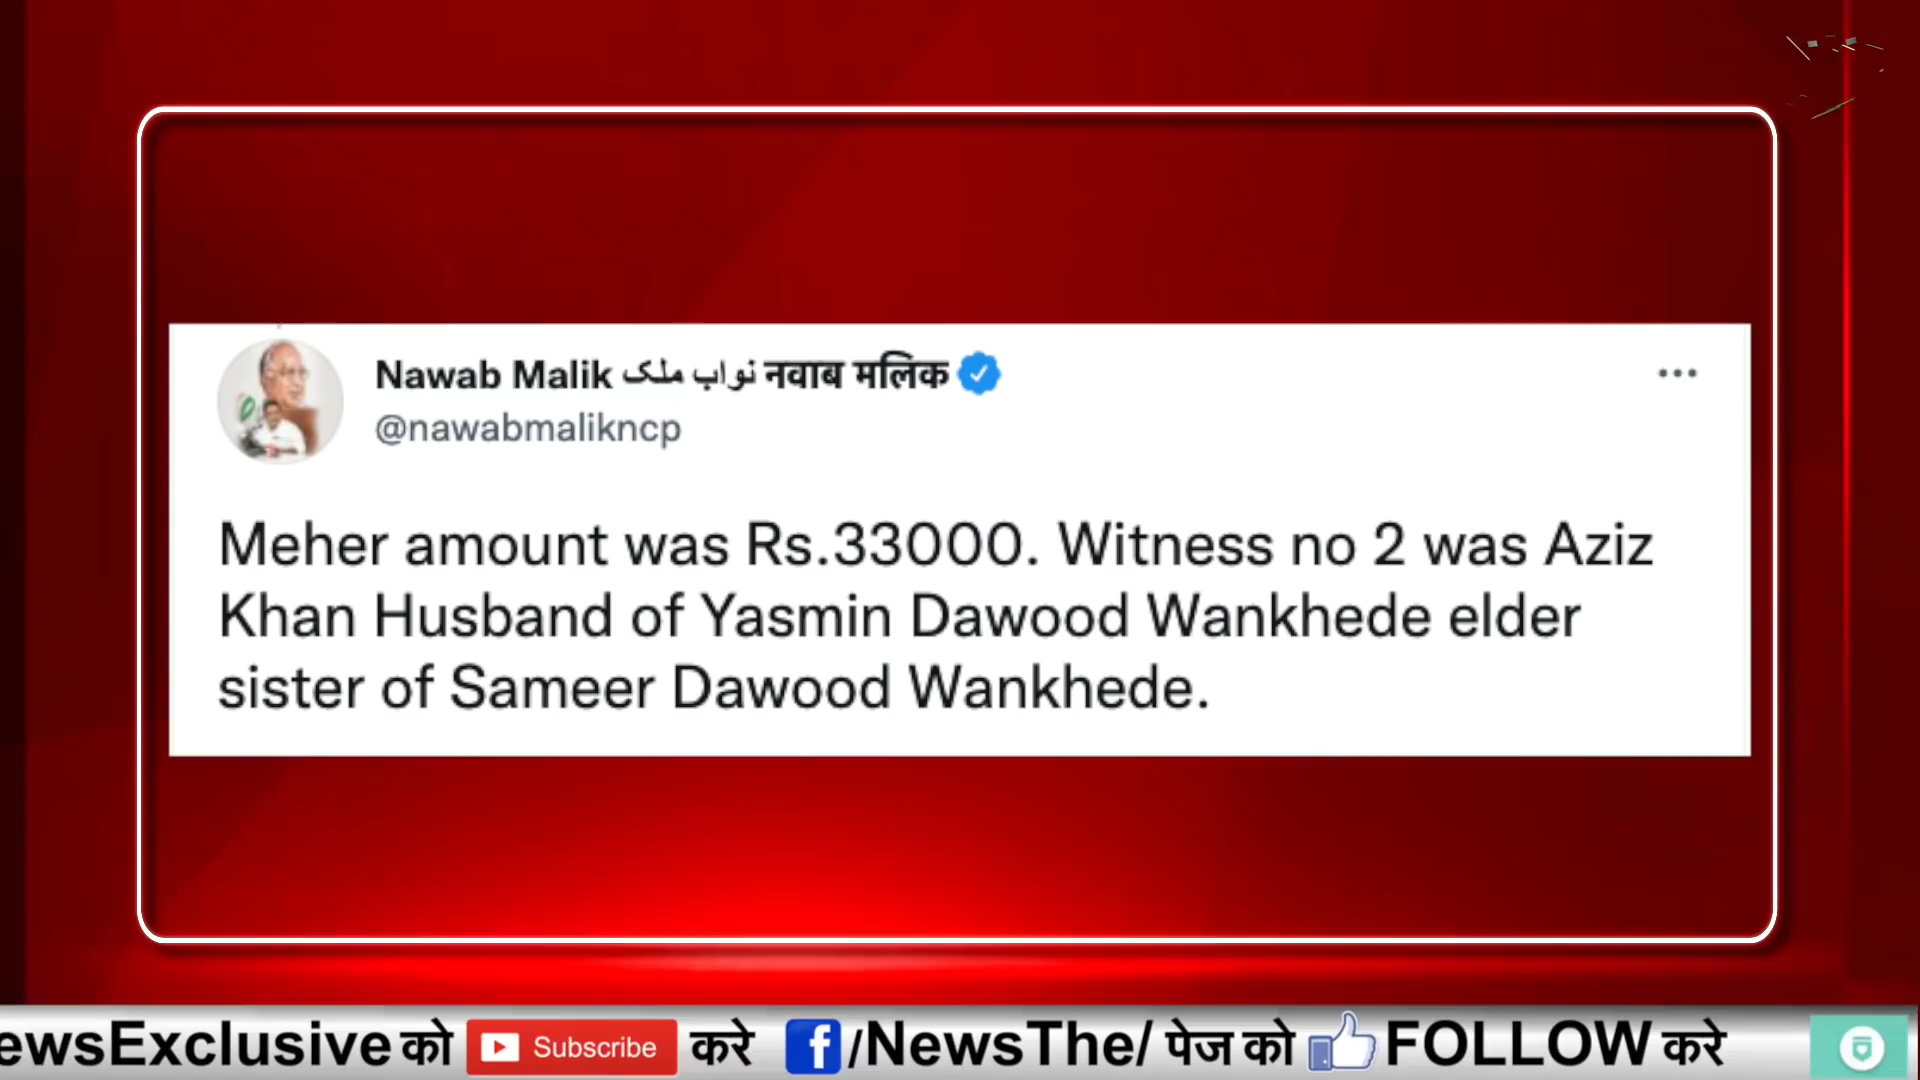 Nawab Malik نواب ملک नवाब मलिक
@nawabmalikncp
Meher amount was Rs.33000. Witness no 2 was Aziz
Khan Husband of Yasmin Dawood Wankhede elder
sister of Sameer Dawood Wankhede.
ewsExclusive को Subscribe करे f /NewsThe/ पेज को FOLLOW करे